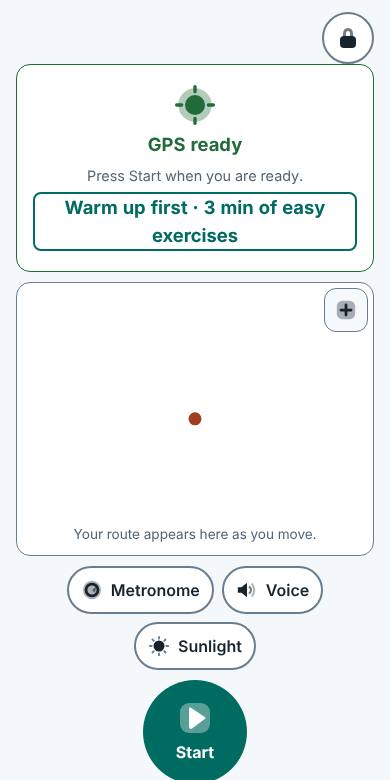 GPS ready
Press Start when you are ready.
Warm up first · 3 min of easy
exercises
Your route appears here as you move.
Metronome
Voice
Sunlight
Start